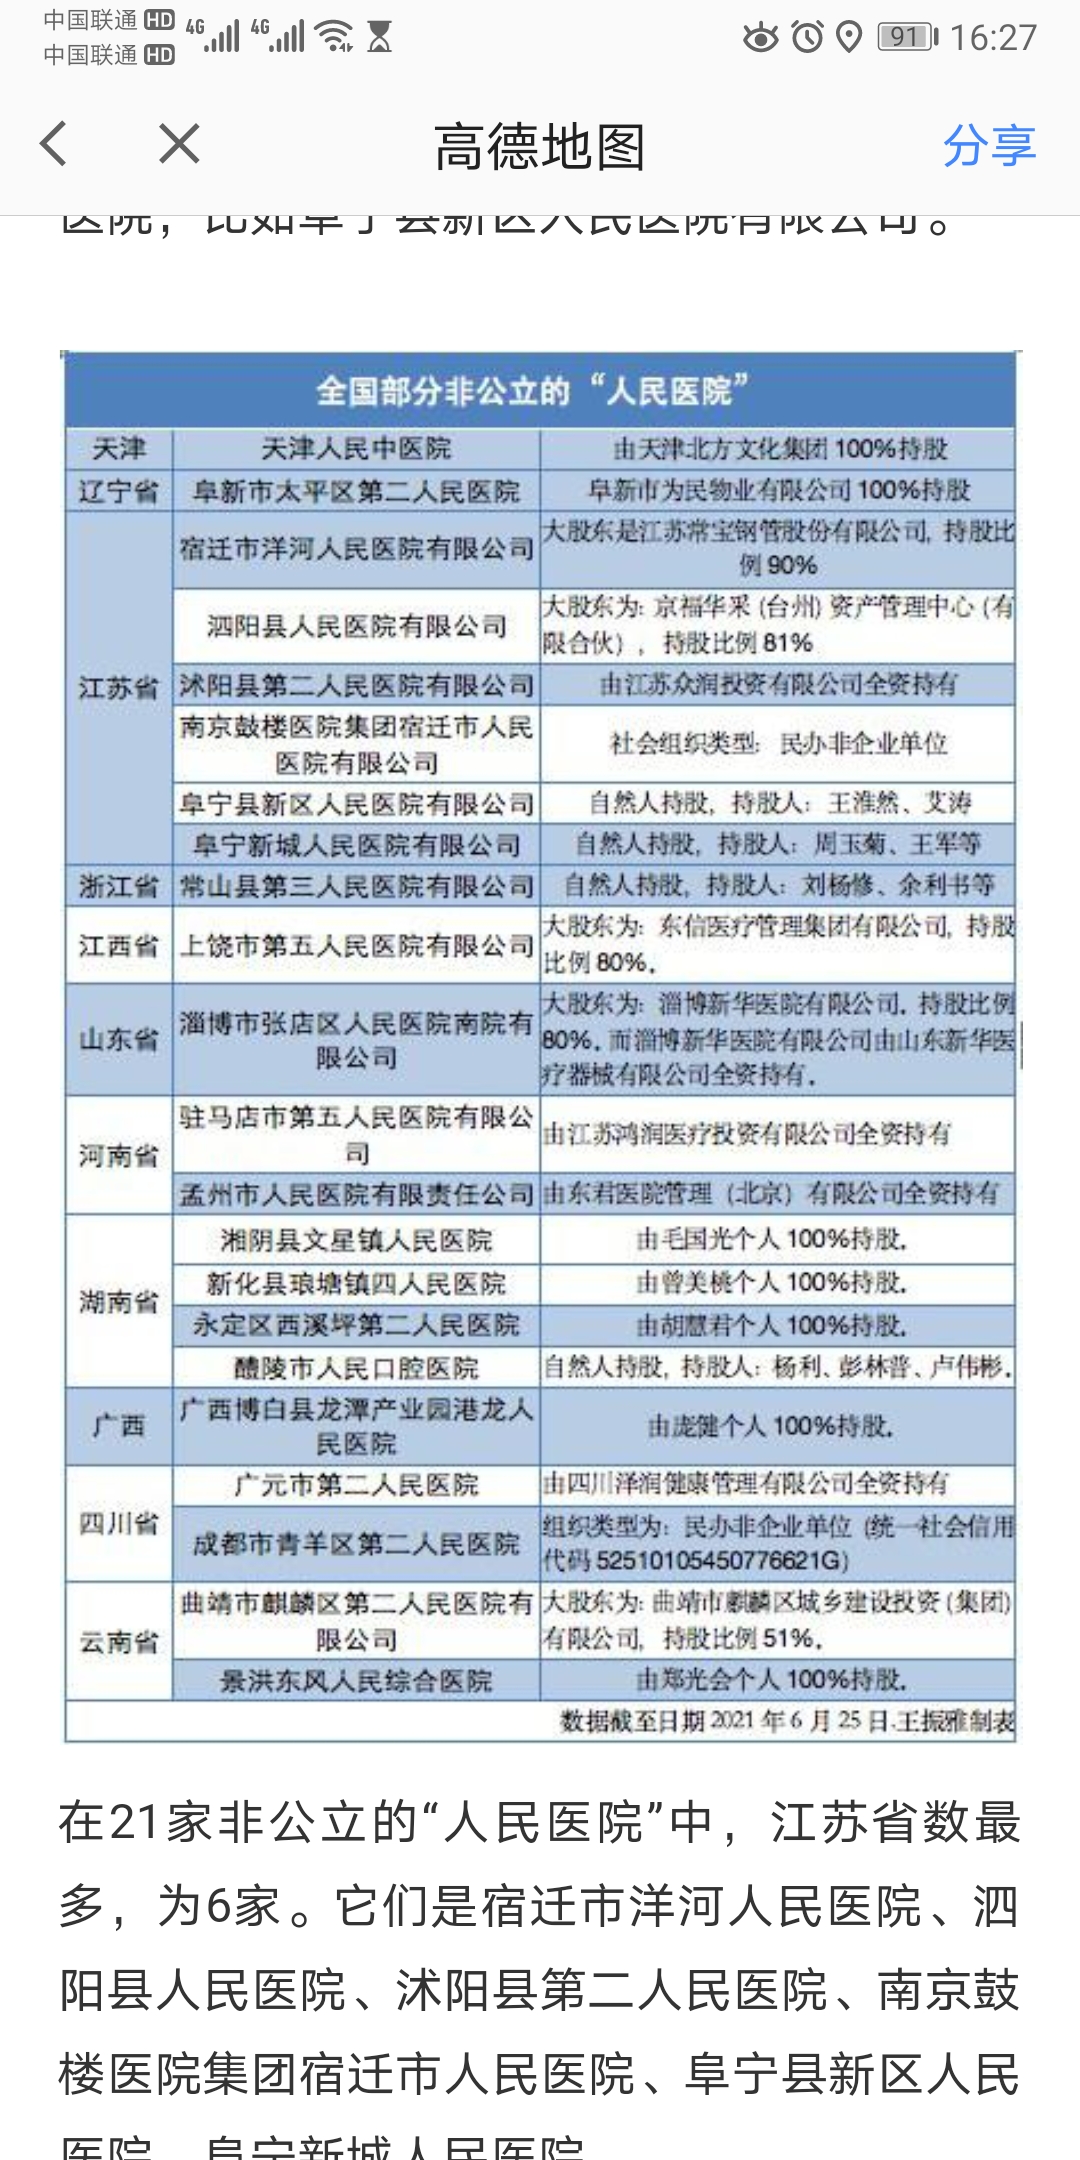 中国联通 HD 4G 4G 91 16:27
中国联通 HD
高德地图 分享
医院，比如阜宁县新区人民医院有限公司。
全国部分非公立的“人民医院”
天津 天津人民中医院 由天津北方文化集团100%持股
辽宁省 阜新市太平区第二人民医院 阜新市为民物业有限公司100%持股
江苏省
宿迁市洋河人民医院有限公司
大股东是江苏常宝钢管股份有限公司，持股比
例90%
泗阳县人民医院有限公司
大股东为：京福华采(台州)资产管理中心(有
限合伙)，持股比例81%
沭阳县第二人民医院有限公司 由江苏众润投资有限公司全资持有
南京鼓楼医院集团宿迁市人民
医院有限公司
社会组织类型：民办非企业单位
阜宁县新区人民医院有限公司 自然人持股，持股人：王淮然、艾涛
阜宁新城人民医院有限公司 自然人持股，持股人：周玉菊、王军等
浙江省 常山县第三人民医院有限公司 自然人持股，持股人：刘杨修、余利书等
江西省 上饶市第五人民医院有限公司
大股东为：东信医疗管理集团有限公司，持股
比例80%.
山东省
淄博市张店区人民医院南院有
限公司
大股东为：淄博新华医院有限公司.持股比例
80%.而淄博新华医院有限公司由山东新华医
疗器械有限公司全资持有.
河南省
驻马店市第五人民医院有限公
司
由江苏鸿润医疗投资有限公司全资持有
孟州市人民医院有限责任公司 由东君医院管理（北京）有限公司全资持有
湖南省
湘阴县文星镇人民医院 由毛国光个人100%持股.
新化县琅塘镇四人民医院 由曾美桃个人100%持股.
永定区西溪坪第二人民医院 由胡慧君个人100%持股.
醴陵市人民口腔医院 自然人持股，持股人：杨利、彭林普、卢伟彬.
广西
广西博白县龙潭产业园港龙人
民医院
由庞健个人100%持股.
四川省
广元市第二人民医院 由四川泽润健康管理有限公司全资持有
成都市青羊区第二人民医院
组织类型为：民办非企业单位 (统一社会信用
代码52510105450776621G)
云南省
曲靖市麒麟区第二人民医院有
限公司
大股东为：曲靖市麒麟区城乡建设投资(集团)
有限公司，持股比例51%.
景洪东风人民综合医院 由郑光会个人100%持股.
数据截至日期2021年6月25日.王振雅制表
在21家非公立的“人民医院”中，江苏省数最
多，为6家。它们是宿迁市洋河人民医院、泗
阳县人民医院、沭阳县第二人民医院、南京鼓
楼医院集团宿迁市人民医院、阜宁县新区人民
医院、阜宁新城人民医院